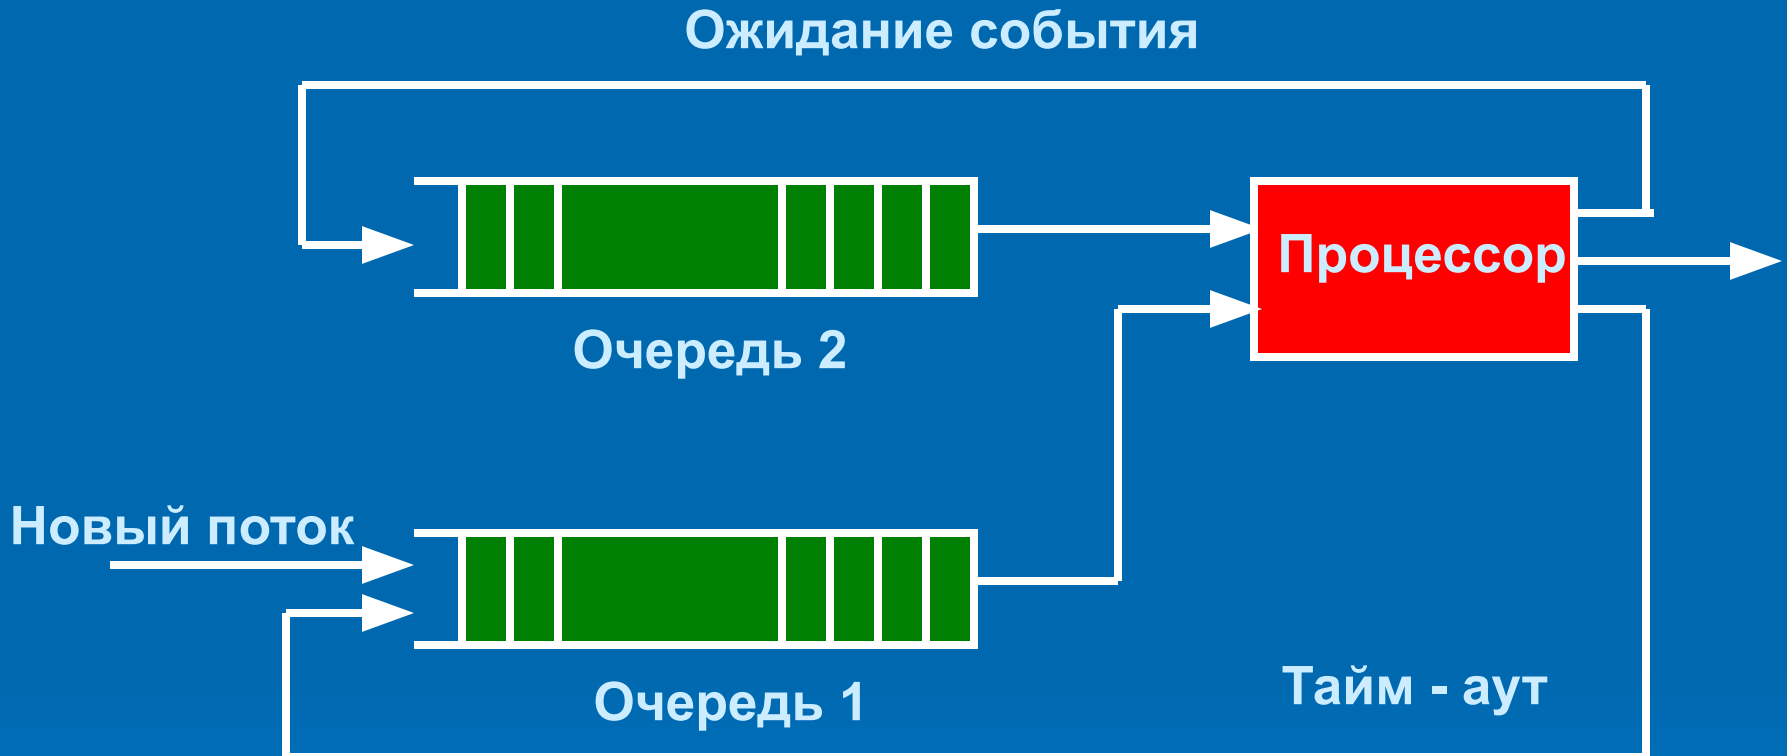 Ожидание события
Процессор
Очередь 2
Новый поток
Очередь 1
Тайм - аут